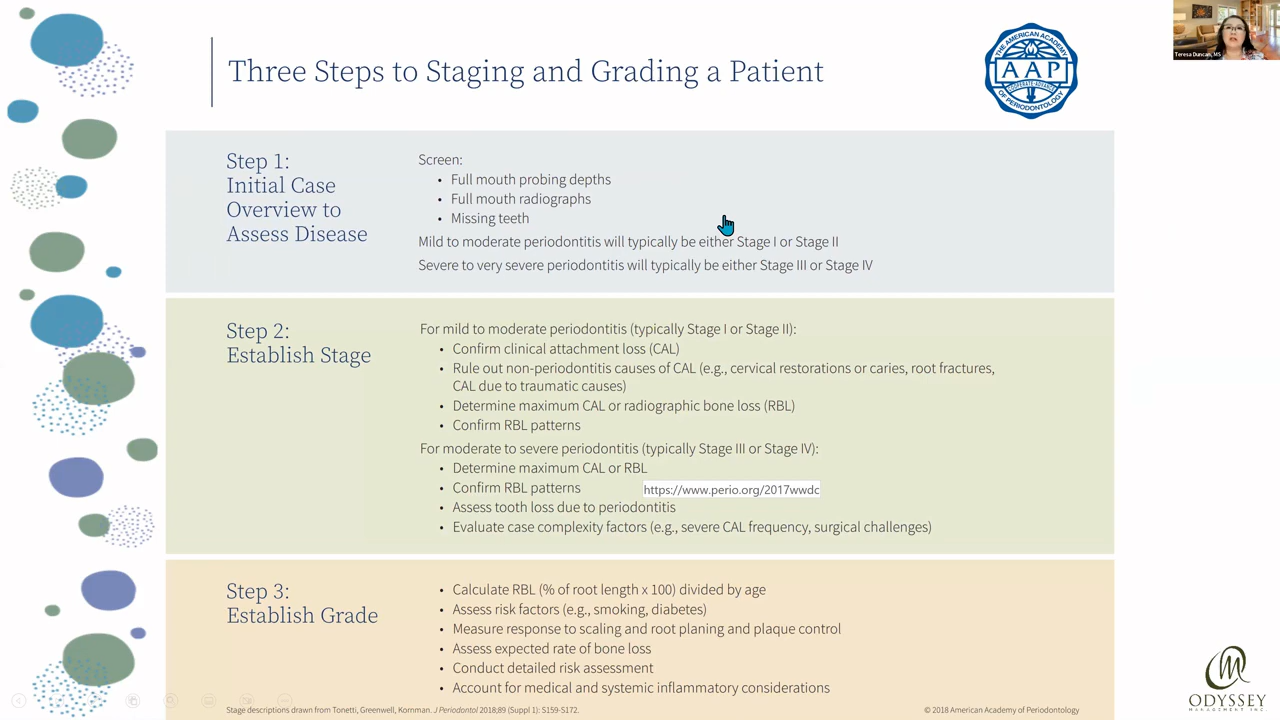 Three Steps to Staging and Grading a Patient
THE AMERICAN ACADEMY
AAP
COOPERATE-ADVANCE
OF PERIODONTOLOGY
Teresa Duncan, MS
Step 1:
Initial Case
Overview to
Assess Disease
Screen:
• Full mouth probing depths
• Full mouth radiographs
• Missing teeth
Mild to moderate periodontitis will typically be either Stage I or Stage II
Severe to very severe periodontitis will typically be either Stage III or Stage IV
Step 2:
Establish Stage
For mild to moderate periodontitis (typically Stage I or Stage II):
• Confirm clinical attachment loss (CAL)
• Rule out non-periodontitis causes of CAL (e.g., cervical restorations or caries, root fractures,
CAL due to traumatic causes)
• Determine maximum CAL or radiographic bone loss (RBL)
• Confirm RBL patterns
For moderate to severe periodontitis (typically Stage III or Stage IV):
• Determine maximum CAL or RBL
• Confirm RBL patterns
https://www.perio.org/2017wwdc
• Assess tooth loss due to periodontitis
• Evaluate case complexity factors (e.g., severe CAL frequency, surgical challenges)
Step 3:
Establish Grade
• Calculate RBL (% of root length x 100) divided by age
• Assess risk factors (e.g., smoking, diabetes)
• Measure response to scaling and root planing and plaque control
• Assess expected rate of bone loss
• Conduct detailed risk assessment
• Account for medical and systemic inflammatory considerations
Stage descriptions drawn from Tonetti, Greenwell, Kornman. J Periodontol 2018;89 (Suppl 1): S159-S172.
© 2018 American Academy of Periodontology
ODYSSEY
MANAGEMENT INC.